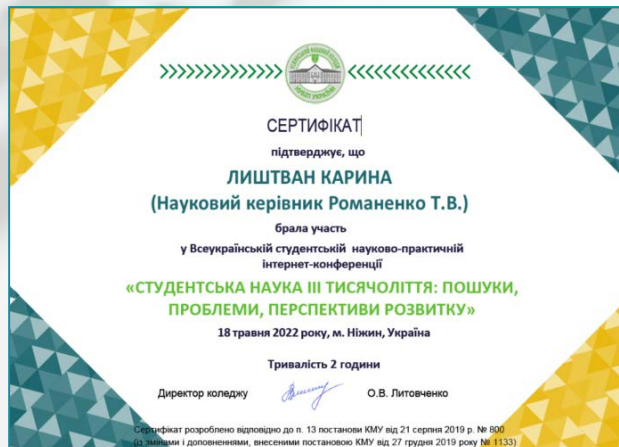 СЕРТИФІКАТ
підтверджує, що
ЛИШТВАН КАРИНА
(Науковий керівник Романенко Т.В.)
брала участь
у Всеукраїнській студентській науково-практичній
інтернет-конференції
«СТУДЕНТСЬКА НАУКА ІІІ ТИСЯЧОЛІТТЯ: ПОШУКИ,
ПРОБЛЕМИ, ПЕРСПЕКТИВИ РОЗВИТКУ»
18 травня 2022 року, м. Ніжин, Україна
Тривалість 2 години
Директор коледжу О.В. Литовченко
Сертифікат розроблено відповідно до п. 13 постанови КМУ від 21 серпня 2019 р. № 800
(із змінами і доповненнями, внесеними постановою КМУ від 27 грудня 2019 року № 1133)